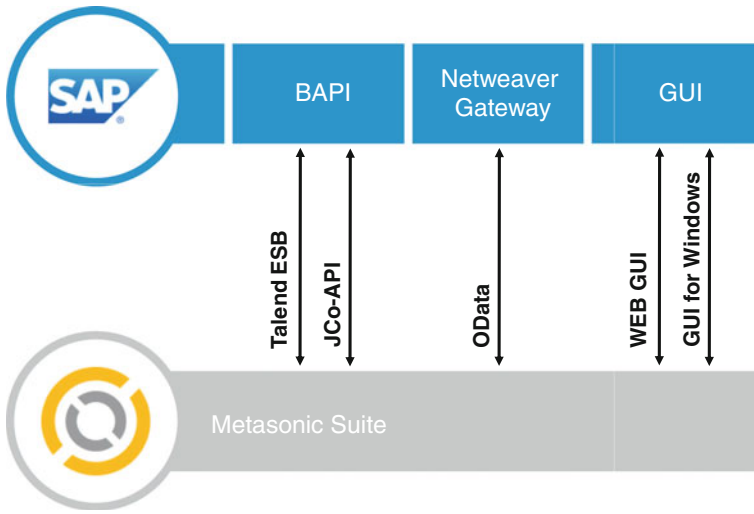 SAP®
BAPI
Netweaver
Gateway
GUI
Talend ESB
JCo-API
OData
WEB GUI
GUI for Windows
Metasonic Suite